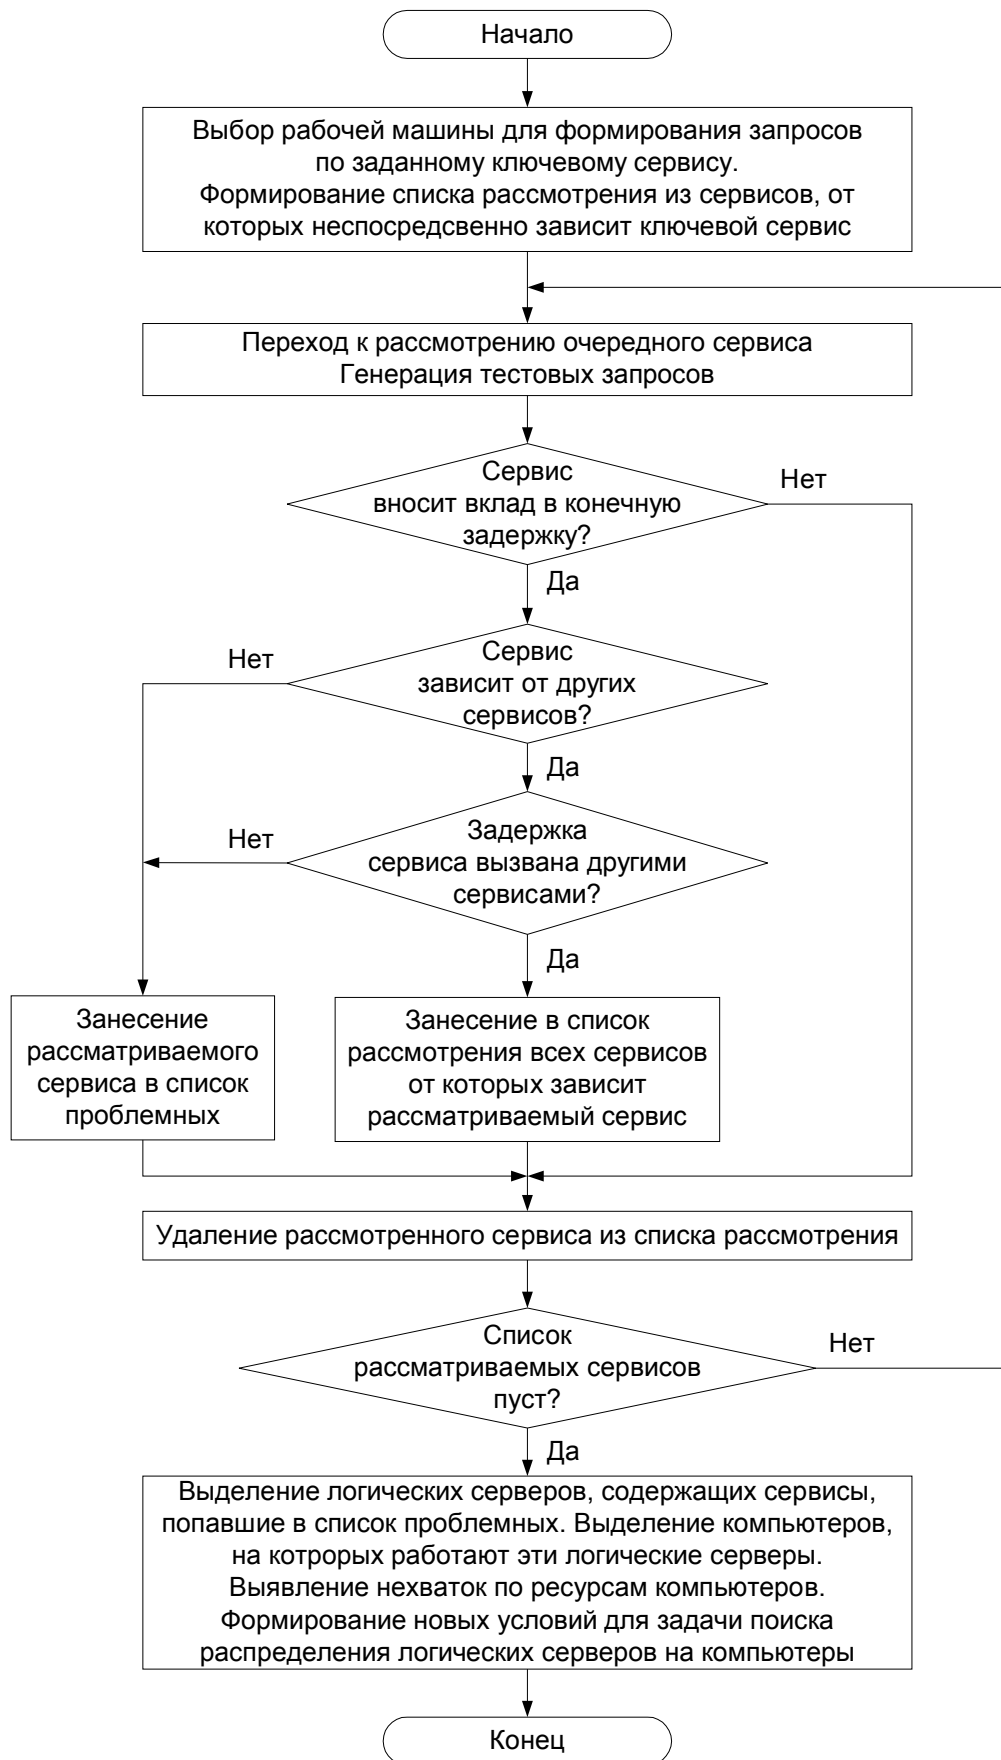 Начало
Выбор рабочей машины для формирования запросов
по заданному ключевому сервису.
Формирование списка рассмотрения из сервисов, от
которых неспосредсвенно зависит ключевой сервис
Переход к рассмотрению очередного сервиса
Генерация тестовых запросов
Сервис
вносит вклад в конечную
задержку?
Нет
Да
Сервис
зависит от других
сервисов?
Нет
Да
Задержка
сервиса вызвана другими
сервисами?
Нет
Да
Занесение
рассматриваемого
сервиса в список
проблемных
Занесение в список
рассмотрения всех сервисов
от которых зависит
рассматриваемый сервис
Удаление рассмотренного сервиса из списка рассмотрения
Список
рассматриваемых сервисов
пуст?
Нет
Да
Выделение логических серверов, содержащих сервисы,
попавшие в список проблемных. Выделение компьютеров,
на котрорых работают эти логические серверы.
Выявление нехваток по ресурсам компьютеров.
Формирование новых условий для задачи поиска
распределения логических серверов на компьютеры
Конец